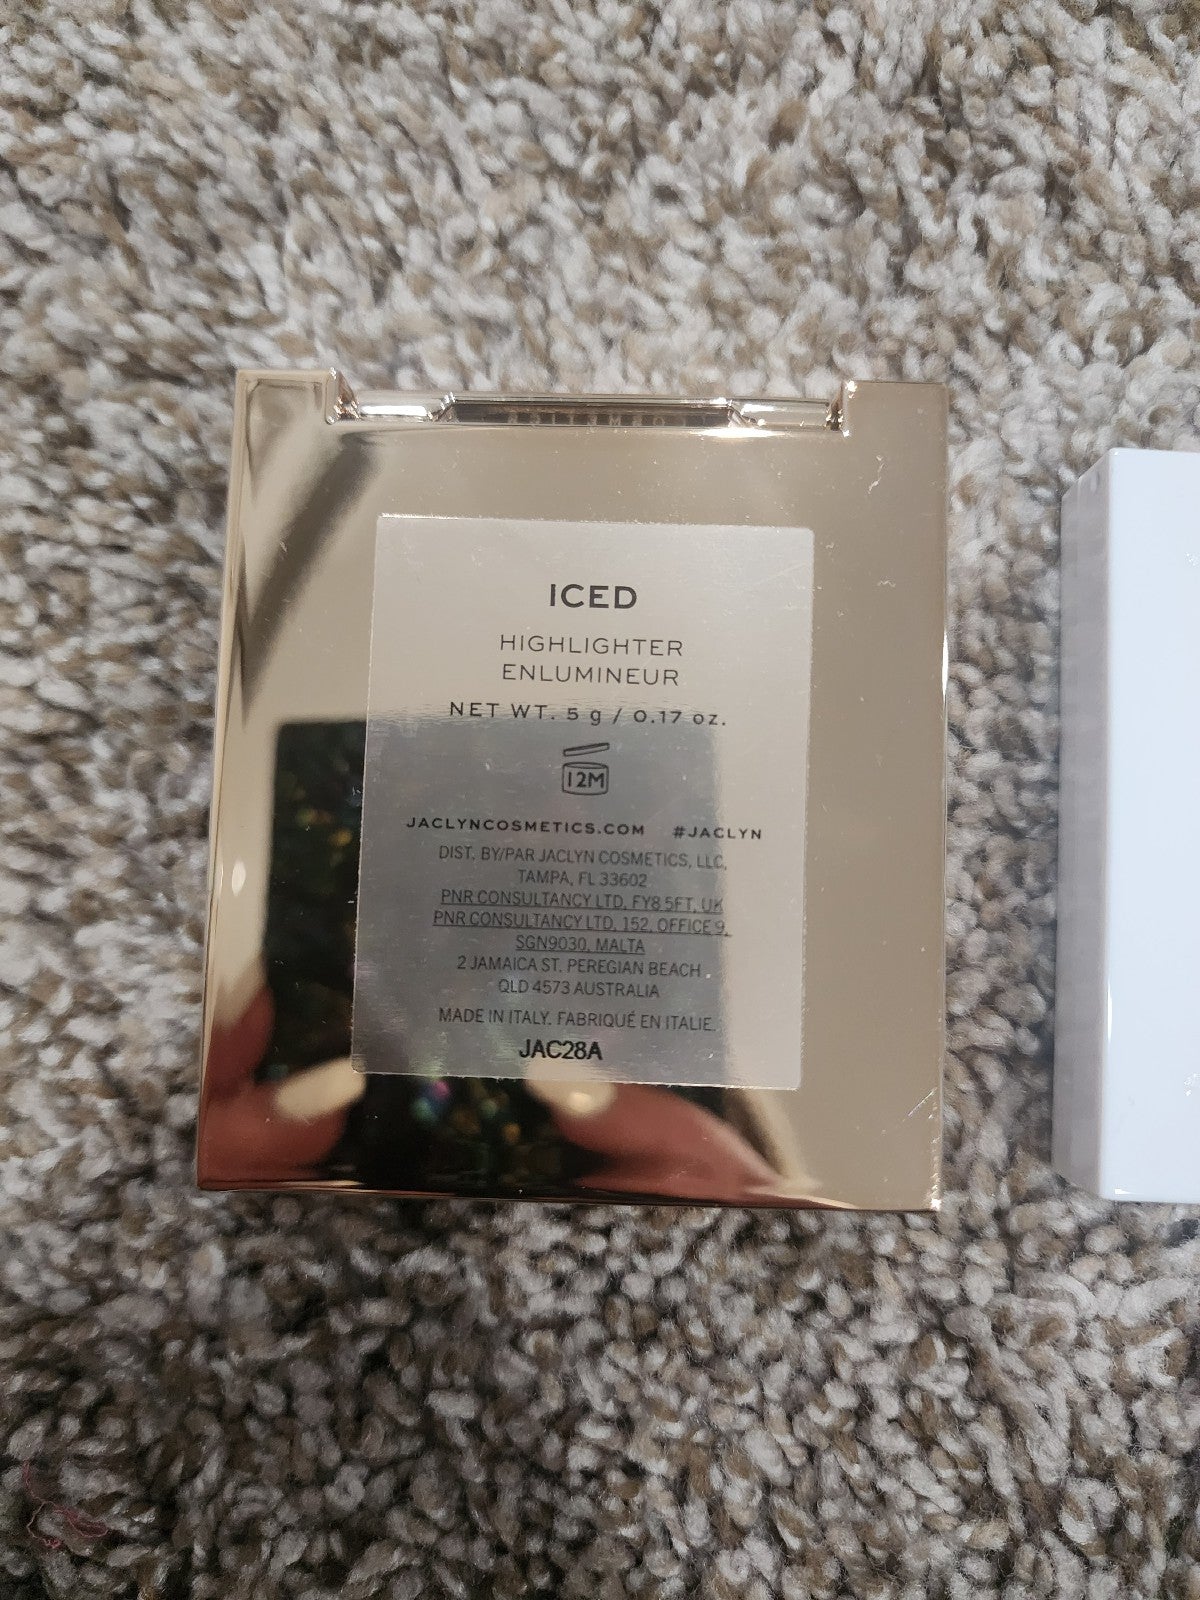 ICED
HIGHLIGHTER
ENLUMINEUR
NET WT. 5 g / 0.17 oz.
12M
JACLYNCOSMETICS.COM #JACLYN
DIST. BY/PAR JACLYN COSMETICS, LLC,
TAMPA, FL 33602
PNR CONSULTANCY LTD, FY8 5FT, UK
PNR CONSULTANCY LTD, 152, OFFICE 9,
SGN9030, MALTA
2 JAMAICA ST. PEREGIAN BEACH
QLD 4573 AUSTRALIA
MADE IN ITALY. FABRIQUÉ EN ITALIE.
JAC28A